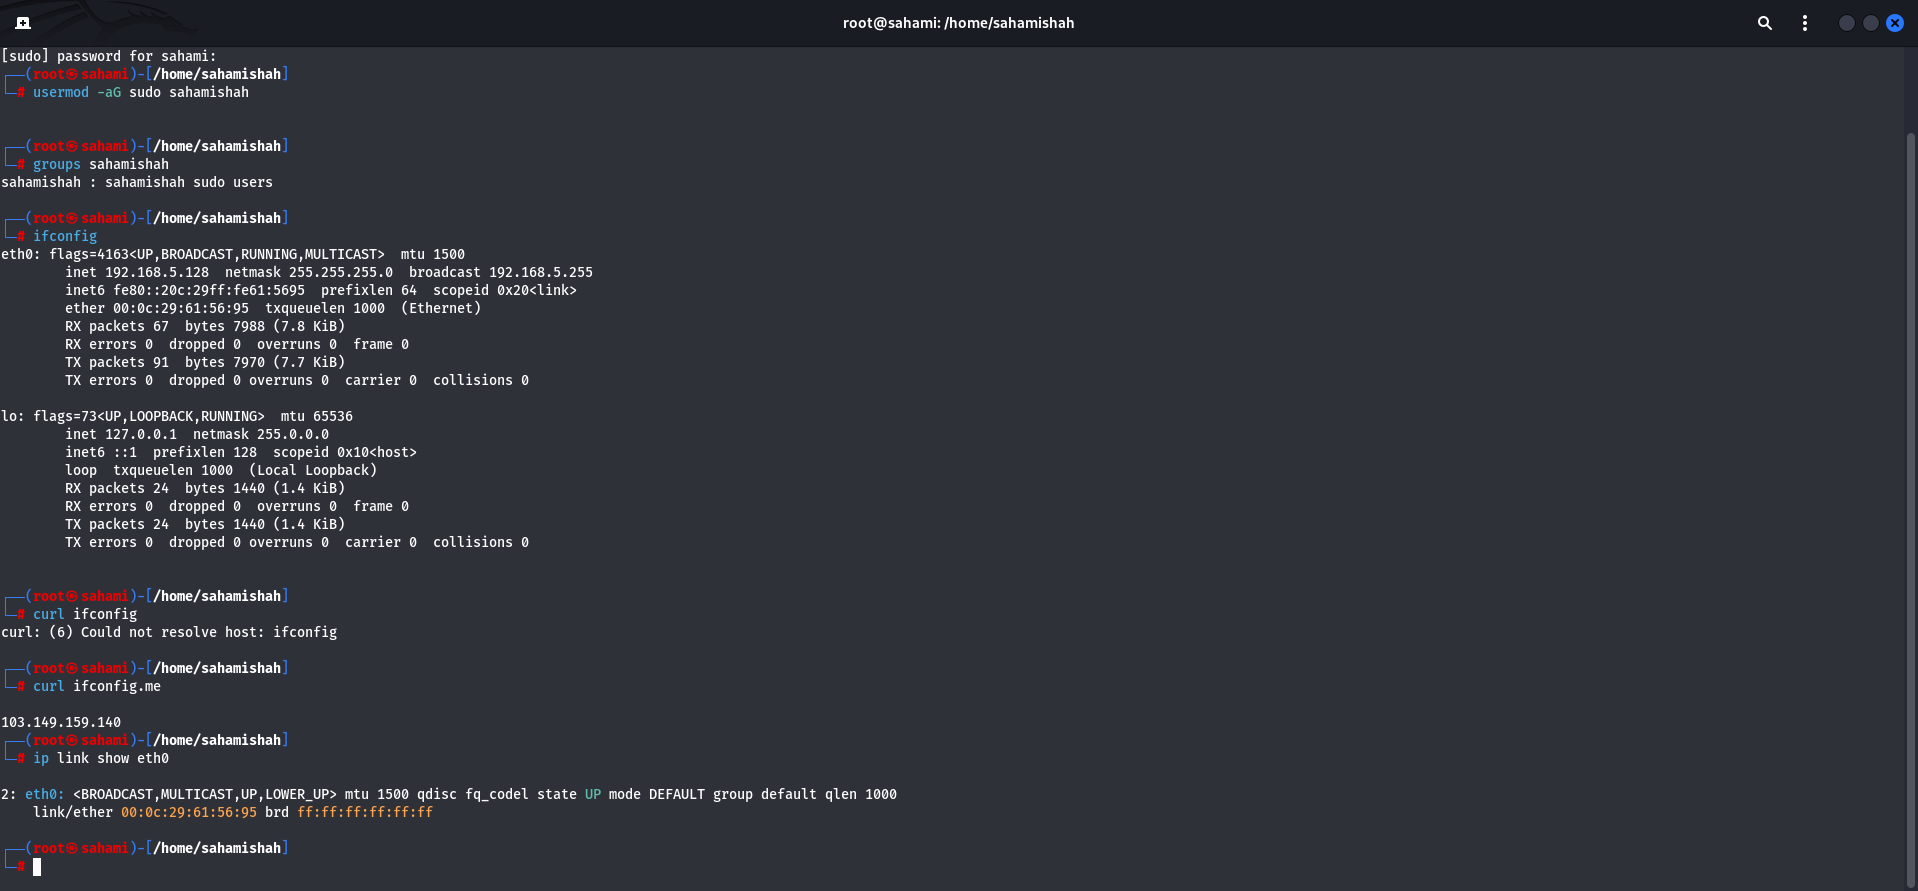 root@sahami: /home/sahamishah
[sudo] password for sahami:
┌──(root㉿sahami)-[/home/sahamishah]
└─# usermod -aG sudo sahamishah
┌──(root㉿sahami)-[/home/sahamishah]
└─# groups sahamishah
sahamishah : sahamishah sudo users
┌──(root㉿sahami)-[/home/sahamishah]
└─# ifconfig
eth0: flags=4163<UP,BROADCAST,RUNNING,MULTICAST>  mtu 1500
        inet 192.168.5.128  netmask 255.255.255.0  broadcast 192.168.5.255
        inet6 fe80::20c:29ff:fe61:5695  prefixlen 64  scopeid 0x20<link>
        ether 00:0c:29:61:56:95  txqueuelen 1000  (Ethernet)
        RX packets 67  bytes 7988 (7.8 KiB)
        RX errors 0  dropped 0  overruns 0  frame 0
        TX packets 91  bytes 7970 (7.7 KiB)
        TX errors 0  dropped 0 overruns 0  carrier 0  collisions 0
lo: flags=73<UP,LOOPBACK,RUNNING>  mtu 65536
        inet 127.0.0.1  netmask 255.0.0.0
        inet6 ::1  prefixlen 128  scopeid 0x10<host>
        loop  txqueuelen 1000  (Local Loopback)
        RX packets 24  bytes 1440 (1.4 KiB)
        RX errors 0  dropped 0  overruns 0  frame 0
        TX packets 24  bytes 1440 (1.4 KiB)
        TX errors 0  dropped 0 overruns 0  carrier 0  collisions 0
┌──(root㉿sahami)-[/home/sahamishah]
└─# curl ifconfig
curl: (6) Could not resolve host: ifconfig
┌──(root㉿sahami)-[/home/sahamishah]
└─# curl ifconfig.me
103.149.159.140
┌──(root㉿sahami)-[/home/sahamishah]
└─# ip link show eth0
2: eth0: <BROADCAST,MULTICAST,UP,LOWER_UP> mtu 1500 qdisc fq_codel state UP mode DEFAULT group default qlen 1000
    link/ether 00:0c:29:61:56:95 brd ff:ff:ff:ff:ff:ff
┌──(root㉿sahami)-[/home/sahamishah]
└─#